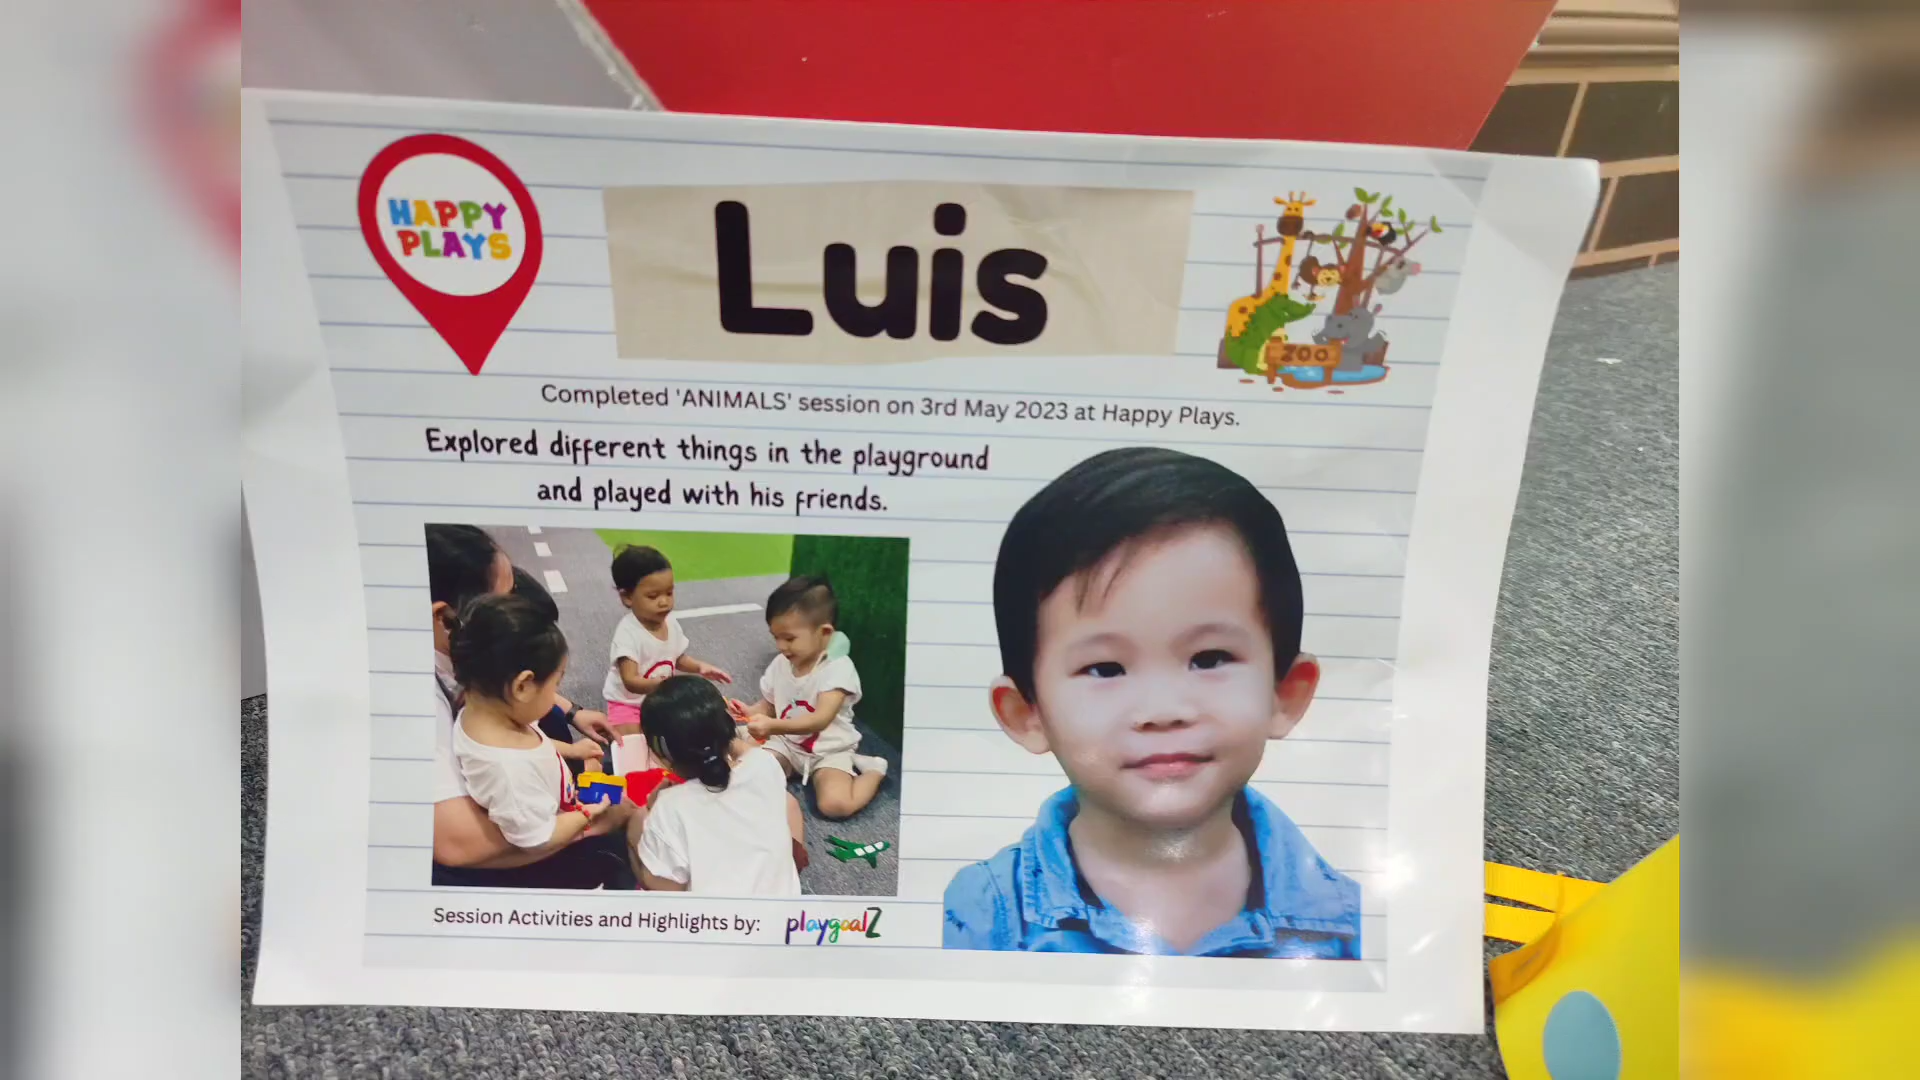 HAPPY
PLAYS
Luis
ZOO
Completed 'ANIMALS' session on 3rd May 2023 at Happy Plays.
Explored different things in the playground
and played with his friends.
Session Activities and Highlights by: playgoalZ